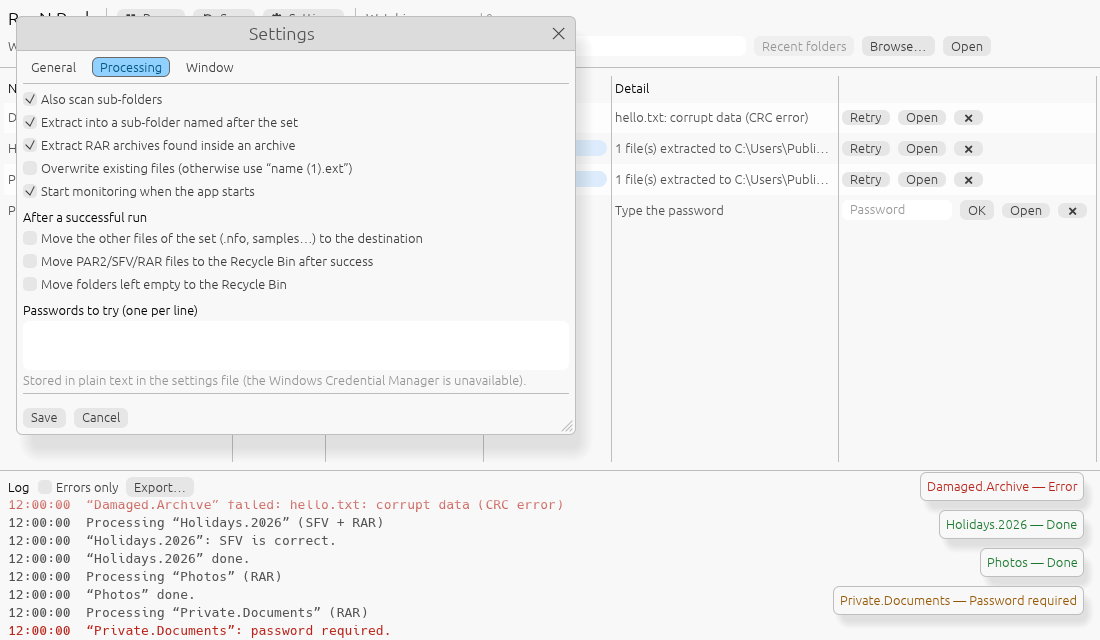 Settings
Recent folders Browse… Open
General Processing Window
Detail
Also scan sub-folders
hello.txt: corrupt data (CRC error) Retry Open ×
Extract into a sub-folder named after the set
Extract RAR archives found inside an archive
1 file(s) extracted to C:\Users\Publi… Retry Open ×
Overwrite existing files (otherwise use “name (1).ext”)
1 file(s) extracted to C:\Users\Publi… Retry Open ×
Start monitoring when the app starts
Type the password Password OK Open ×
After a successful run
Move the other files of the set (.nfo, samples…) to the destination
Move PAR2/SFV/RAR files to the Recycle Bin after success
Move folders left empty to the Recycle Bin
Passwords to try (one per line)
Stored in plain text in the settings file (the Windows Credential Manager is unavailable).
Save Cancel
Log Errors only Export…
12:00:00 “Damaged.Archive” failed: hello.txt: corrupt data (CRC error)
12:00:00 Processing “Holidays.2026” (SFV + RAR)
12:00:00 “Holidays.2026”: SFV is correct.
12:00:00 “Holidays.2026” done.
12:00:00 Processing “Photos” (RAR)
12:00:00 “Photos” done.
12:00:00 Processing “Private.Documents” (RAR)
12:00:00 “Private.Documents”: password required.
Damaged.Archive — Error
Holidays.2026 — Done
Photos — Done
Private.Documents — Password required